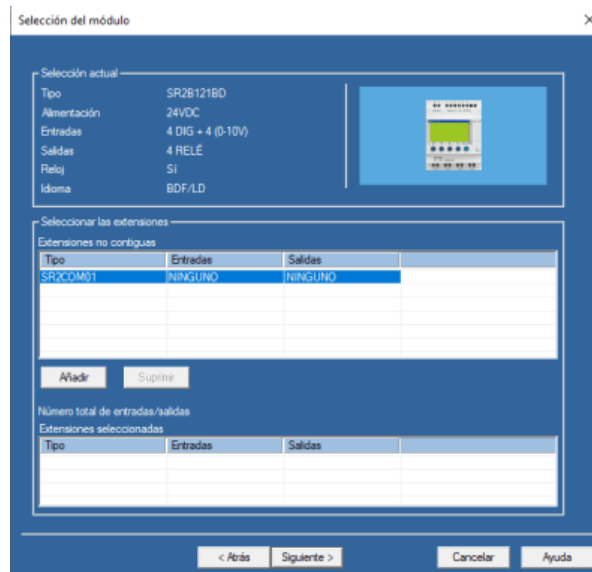 Selección del módulo
Selección actual
Tipo SR2B121BD
Alimentación 24VDC
Entradas 4 DIG + 4 (0-10V)
Salidas 4 RELÉ
Reloj Sí
Idioma BDF/LD
Seleccionar las extensiones
Extensiones no contiguas
Tipo Entradas Salidas
SR2COM01 NINGUNO NINGUNO
Añadir Suprimir
Número total de entradas/salidas
Extensiones seleccionadas
Tipo Entradas Salidas
< Atrás Siguiente > Cancelar Ayuda